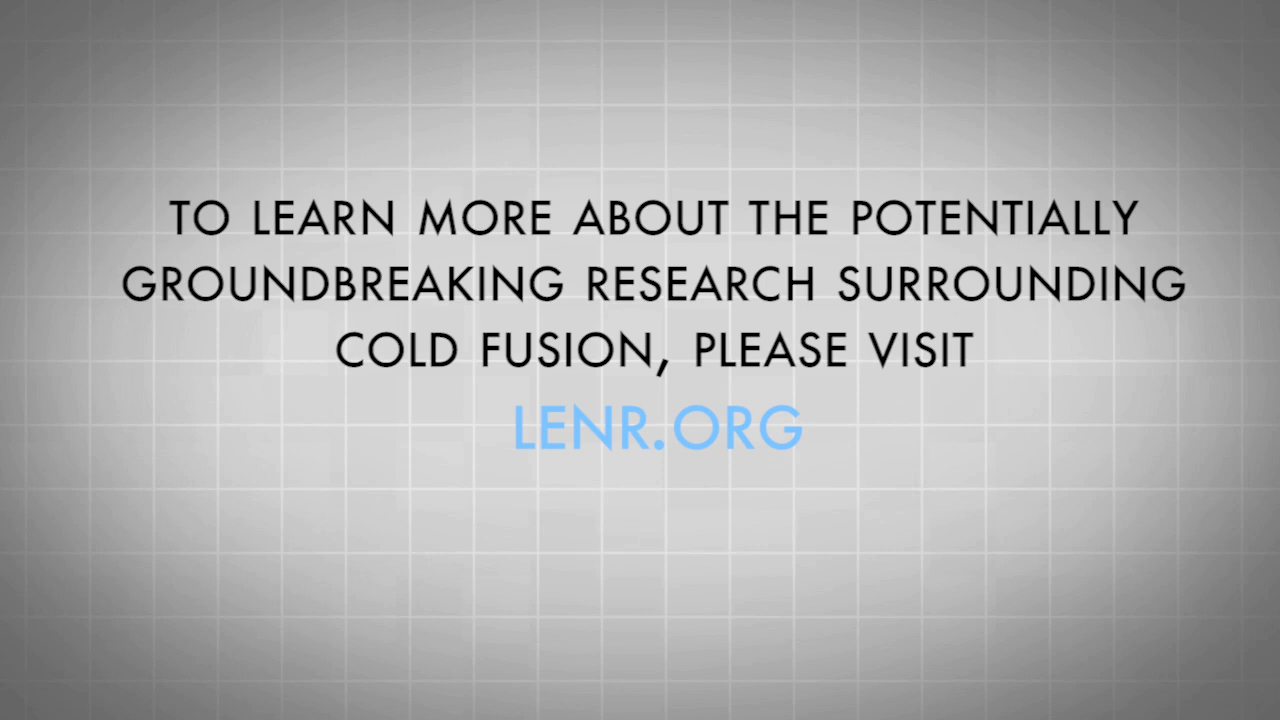 TO LEARN MORE ABOUT THE POTENTIALLY
GROUNDBREAKING RESEARCH SURROUNDING
COLD FUSION, PLEASE VISIT
LENR.ORG